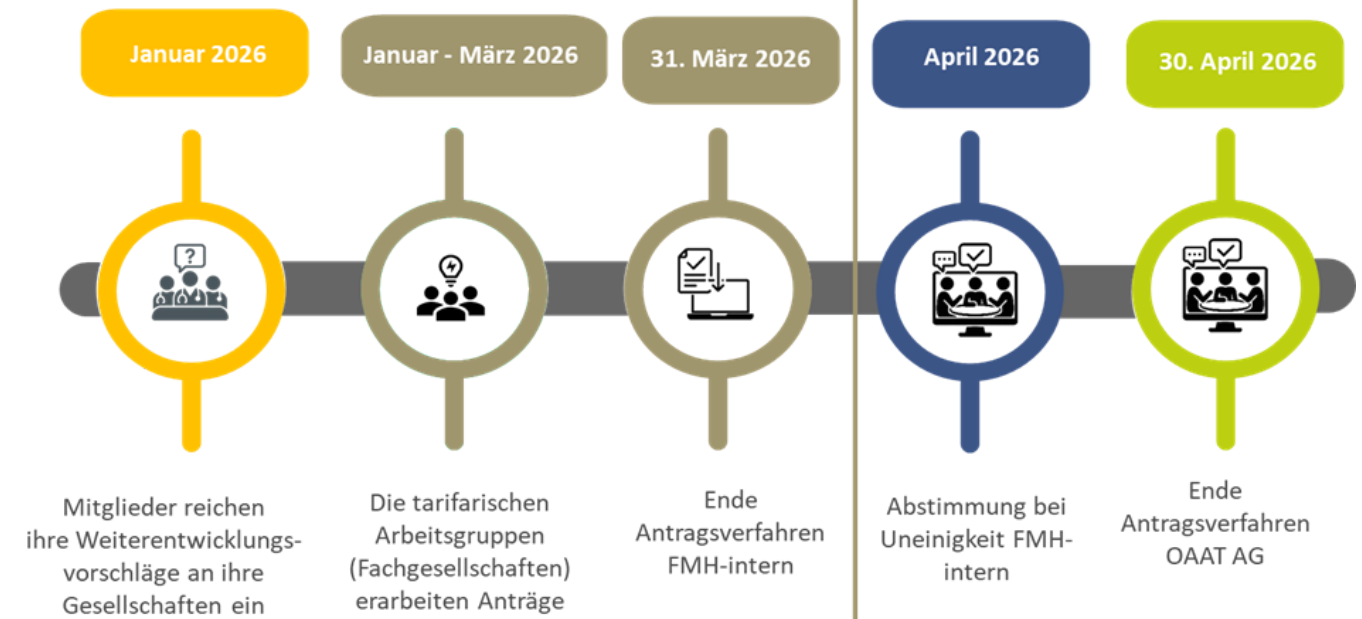 Januar 2026
Januar - März 2026
31. März 2026
April 2026
30. April 2026
?
Mitglieder reichen
ihre Weiterentwicklungs-
vorschläge an ihre
Gesellschaften ein
Die tarifarischen
Arbeitsgruppen
(Fachgesellschaften)
erarbeiten Anträge
Ende
Antragsverfahren
FMH-intern
Abstimmung bei
Uneinigkeit FMH-
intern
Ende
Antragsverfahren
OAAT AG